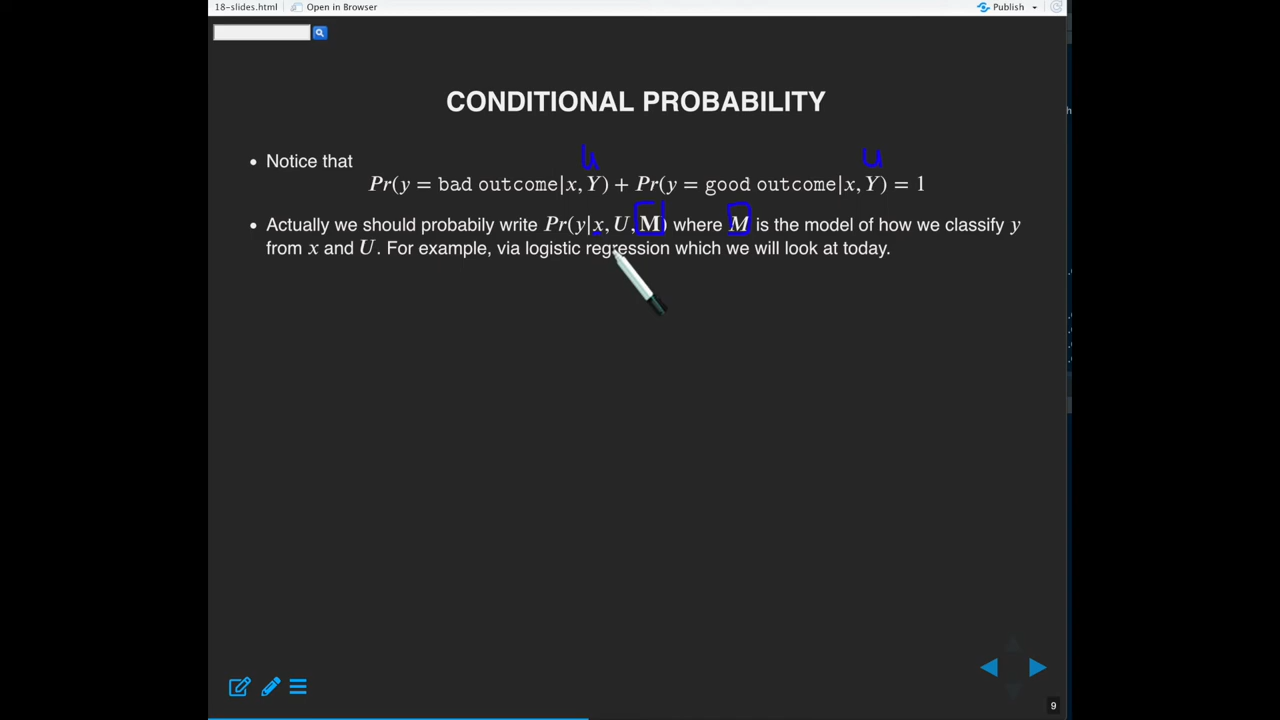 18-slides.html Open in Browser Publish
CONDITIONAL PROBABILITY
u u
• Notice that
Pr(y = bad outcome|x, Y) + Pr(y = good outcome|x, Y) = 1
• Actually we should probabily write Pr(y|x, U, M) where M is the model of how we classify y
from x and U. For example, via logistic regression which we will look at today.
9